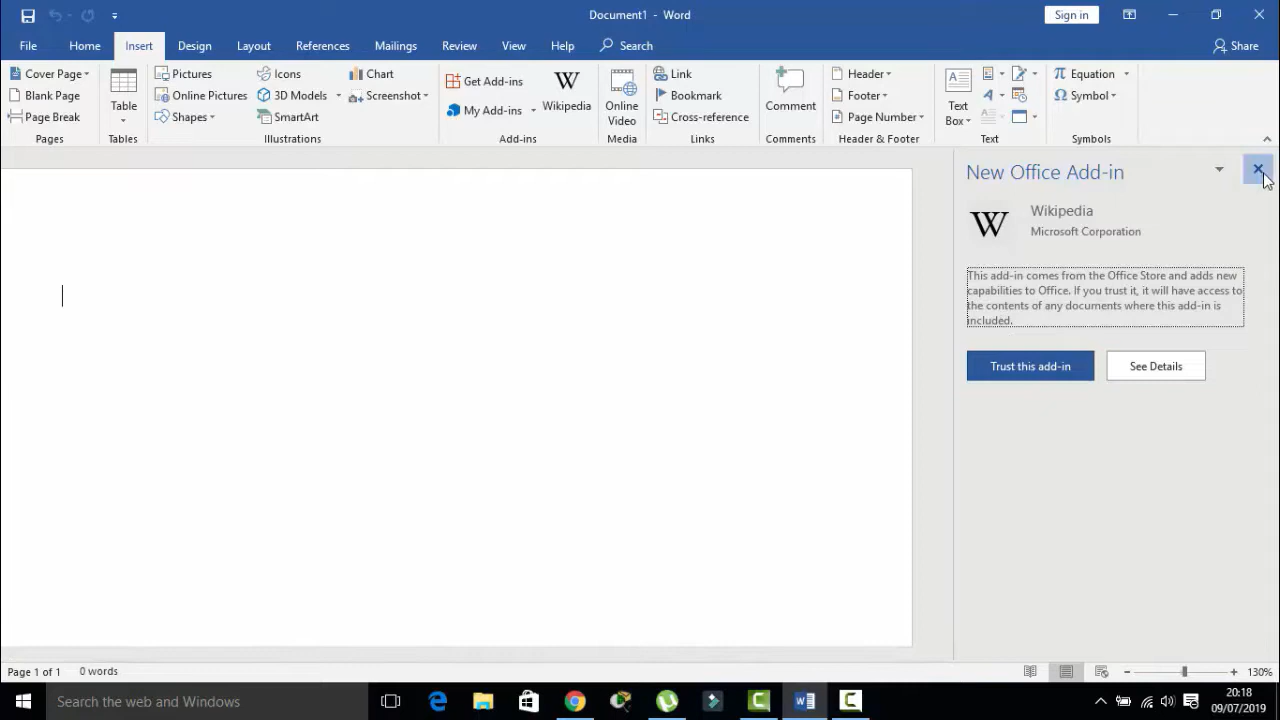 Document1 - Word
Sign in
File Home Insert Design Layout References Mailings Review View Help Search Share
Cover Page
Blank Page
Page Break
Pages
Table
Tables
Pictures
Online Pictures
Shapes
Icons
3D Models
SmartArt
Chart
Screenshot
Illustrations
Get Add-ins
My Add-ins
W
Wikipedia
Add-ins
Online
Video
Media
Link
Bookmark
Cross-reference
Links
Comment
Comments
Header
Footer
Page Number
Header & Footer
A
Text
Box
Text
π Equation
Ω Symbol
Symbols
New Office Add-in
W
Wikipedia
Microsoft Corporation
This add-in comes from the Office Store and adds new
capabilities to Office. If you trust it, it will have access to
the contents of any documents where this add-in is
included.
Trust this add-in See Details
Page 1 of 1 0 words 130%
Search the web and Windows
20:18
09/07/2019